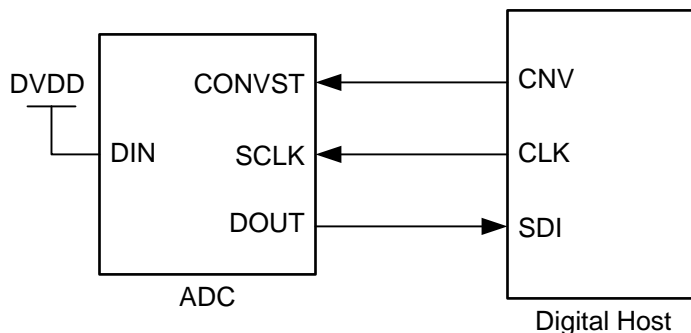 DVDD
DIN
CONVST
SCLK
DOUT
ADC
CNV
CLK
SDI
Digital Host